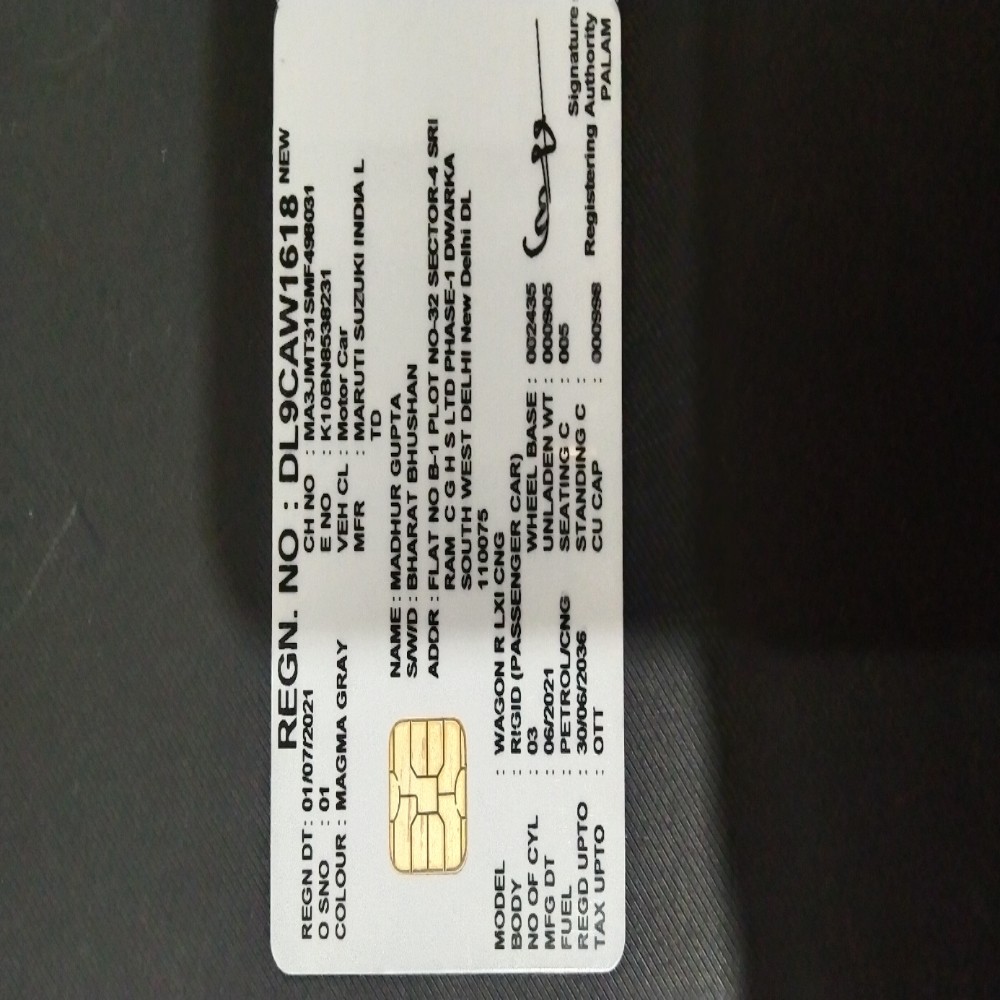 REGN. NO : DL9CAW1618 NEW
REGN DT : 01/07/2021 CH NO : MA3JMT31SMF498031
O SNO : 01 E NO : K10BN8538231
COLOUR : MAGMA GRAY VEH CL : Motor Car
MFR : MARUTI SUZUKI INDIA L
TD
NAME : MADHUR GUPTA
S/W/D : BHARAT BHUSHAN
ADDR : FLAT NO B-1 PLOT NO-32 SECTOR-4 SRI
RAM C G H S LTD PHASE-1 DWARKA
SOUTH WEST DELHI New Delhi DL
110075
MODEL : WAGON R LXI CNG
BODY : RIGID (PASSENGER CAR)
NO OF CYL : 03 WHEEL BASE : 002435
MFG DT : 06/2021 UNLADEN WT : 000905
FUEL : PETROL/CNG SEATING C : 005
REGD UPTO : 30/06/2036 STANDING C :
TAX UPTO : OTT CU CAP : 000998
Signature
Registering Authority
PALAM